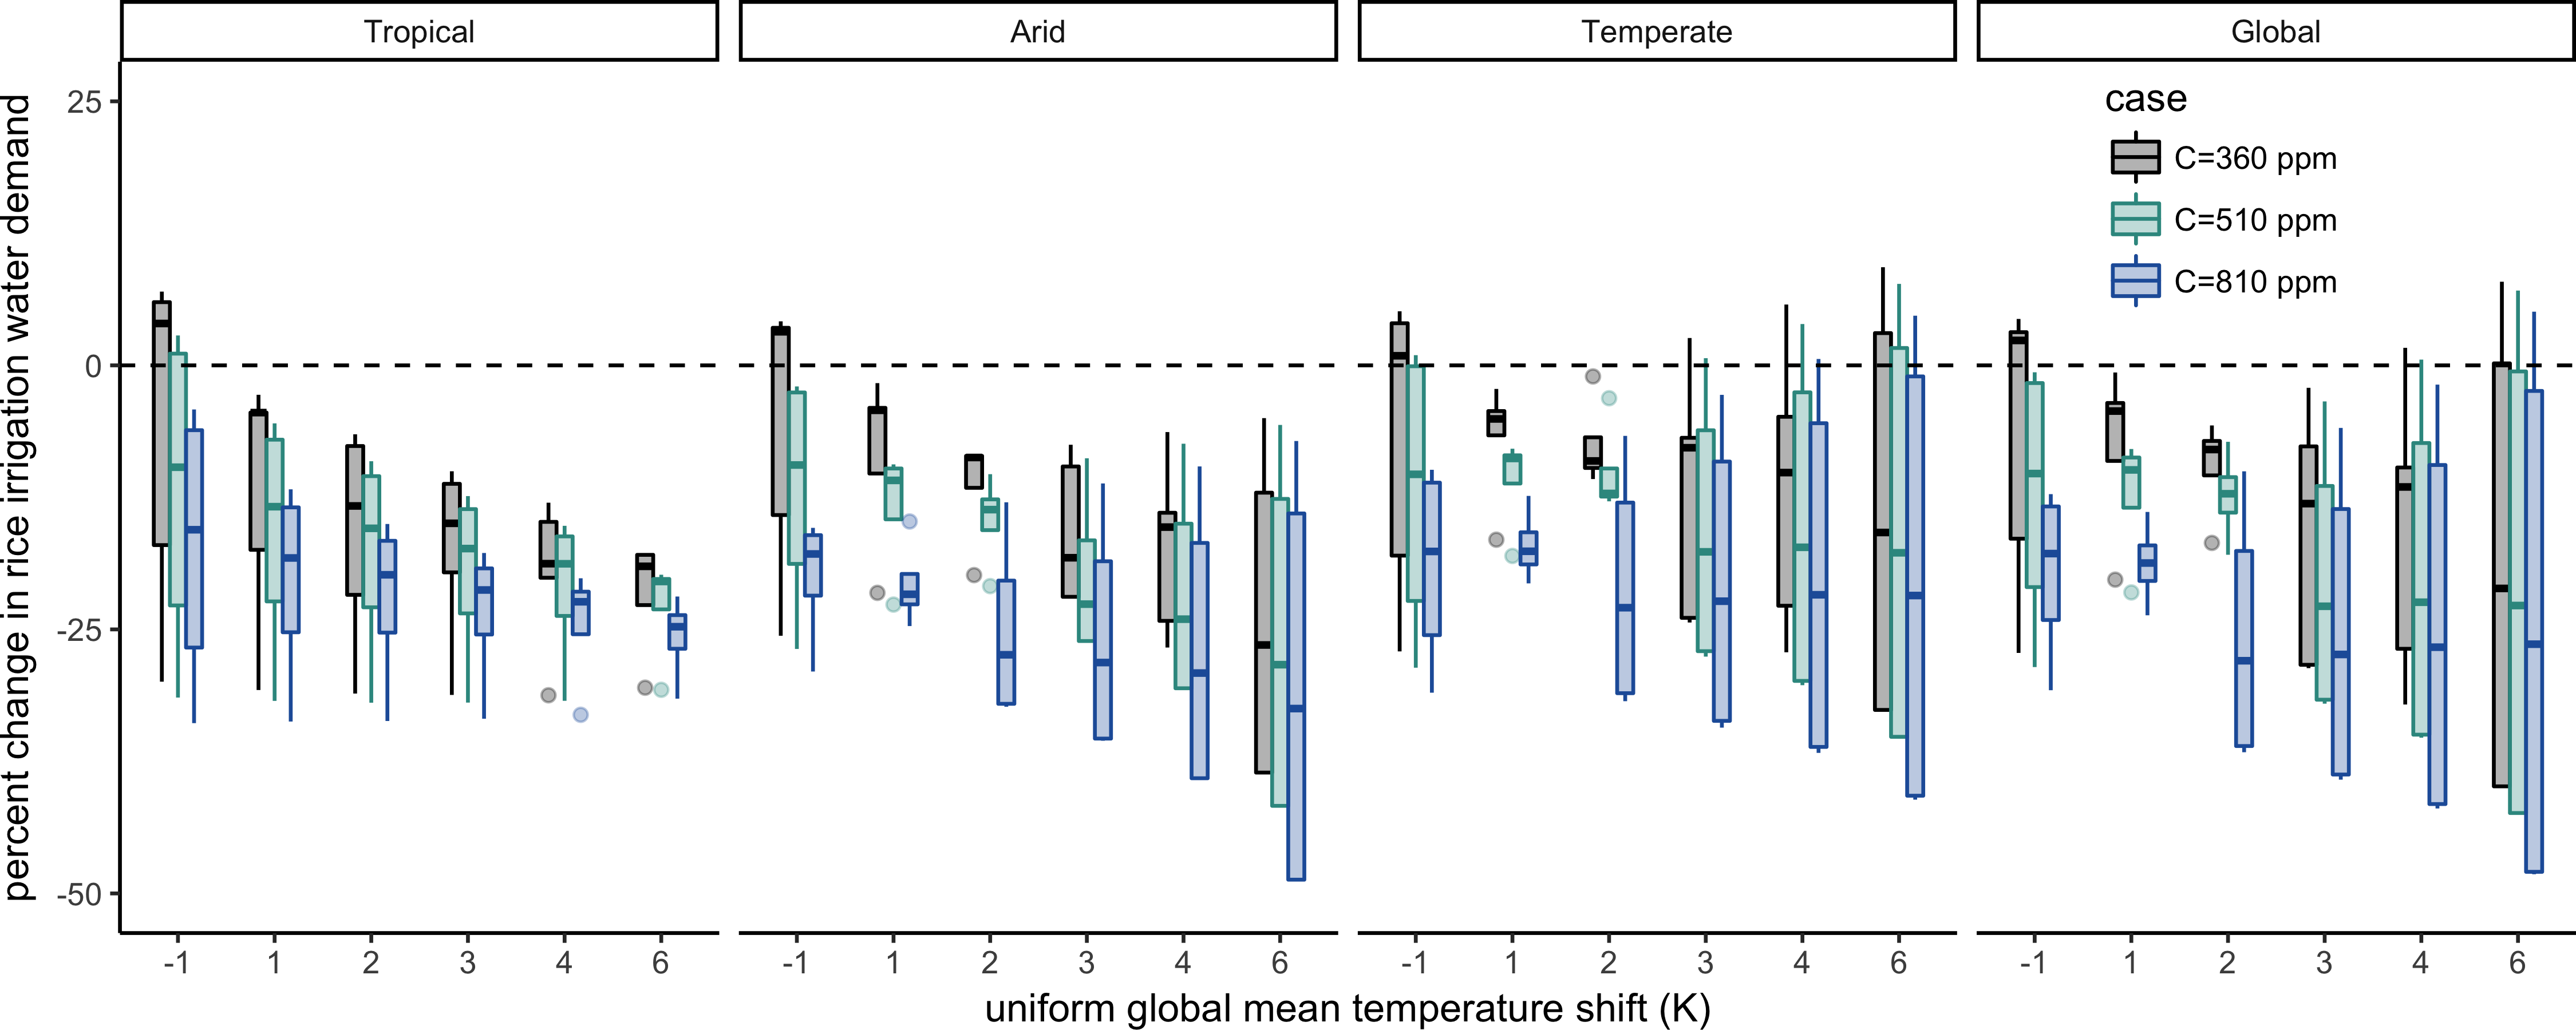 Tropical Arid Temperate Global
percent change in rice irrigation water demand
25
0
-25
-50
case
C=360 ppm
C=510 ppm
C=810 ppm
-1 1 2 3 4 6 -1 1 2 3 4 6 -1 1 2 3 4 6 -1 1 2 3 4 6
uniform global mean temperature shift (K)